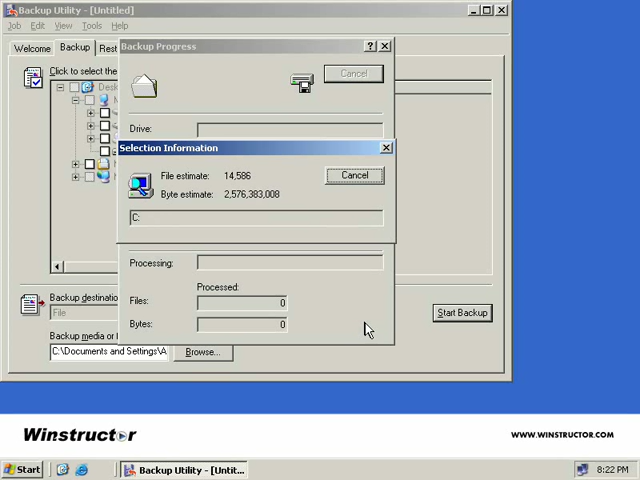 Backup Utility - [Untitled]
Job Edit View Tools Help
Welcome Backup Rest
Backup Progress
Click to select the
Desk
Cancel
Drive:
Selection Information
File estimate: 14,586
Cancel
Byte estimate: 2,576,383,008
C:
Processing:
Processed:
Backup destination
Files: 0
File
Start Backup
Bytes: 0
Backup media or f
C:\Documents and Settings\A
Browse...
Winstructor
WWW.WINSTRUCTOR.COM
Start
Backup Utility - [Untit...
8:22 PM